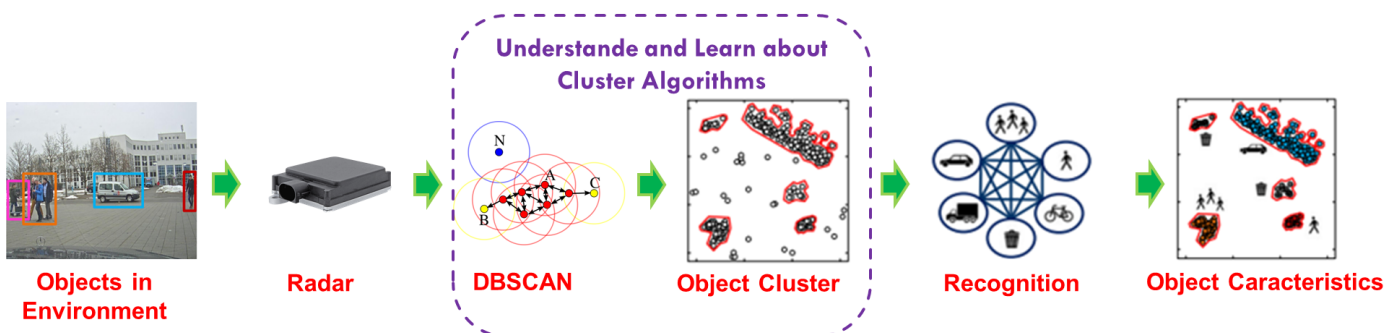 Understande and Learn about
Cluster Algorithms
N
A
B
C
Objects in
Environment
Radar
DBSCAN
Object Cluster
Recognition
Object Caracteristics